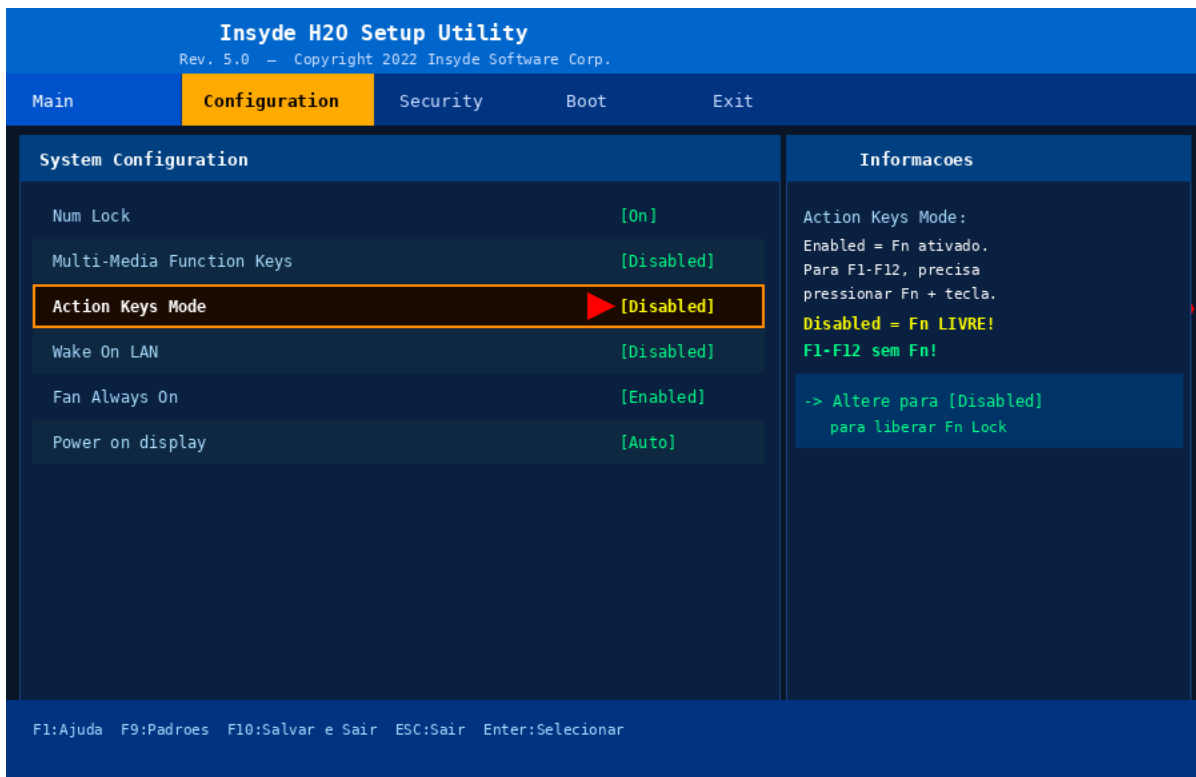 Insyde H2O Setup Utility
Rev. 5.0 — Copyright 2022 Insyde Software Corp.
Main Configuration Security Boot Exit
System Configuration
Num Lock [On]
Multi-Media Function Keys [Disabled]
Action Keys Mode [Disabled]
Wake On LAN [Disabled]
Fan Always On [Enabled]
Power on display [Auto]
Informacoes
Action Keys Mode:
Enabled = Fn ativado.
Para F1-F12, precisa
pressionar Fn + tecla.
Disabled = Fn LIVRE!
F1-F12 sem Fn!
-> Altere para [Disabled]
para liberar Fn Lock
F1:Ajuda F9:Padroes F10:Salvar e Sair ESC:Sair Enter:Selecionar